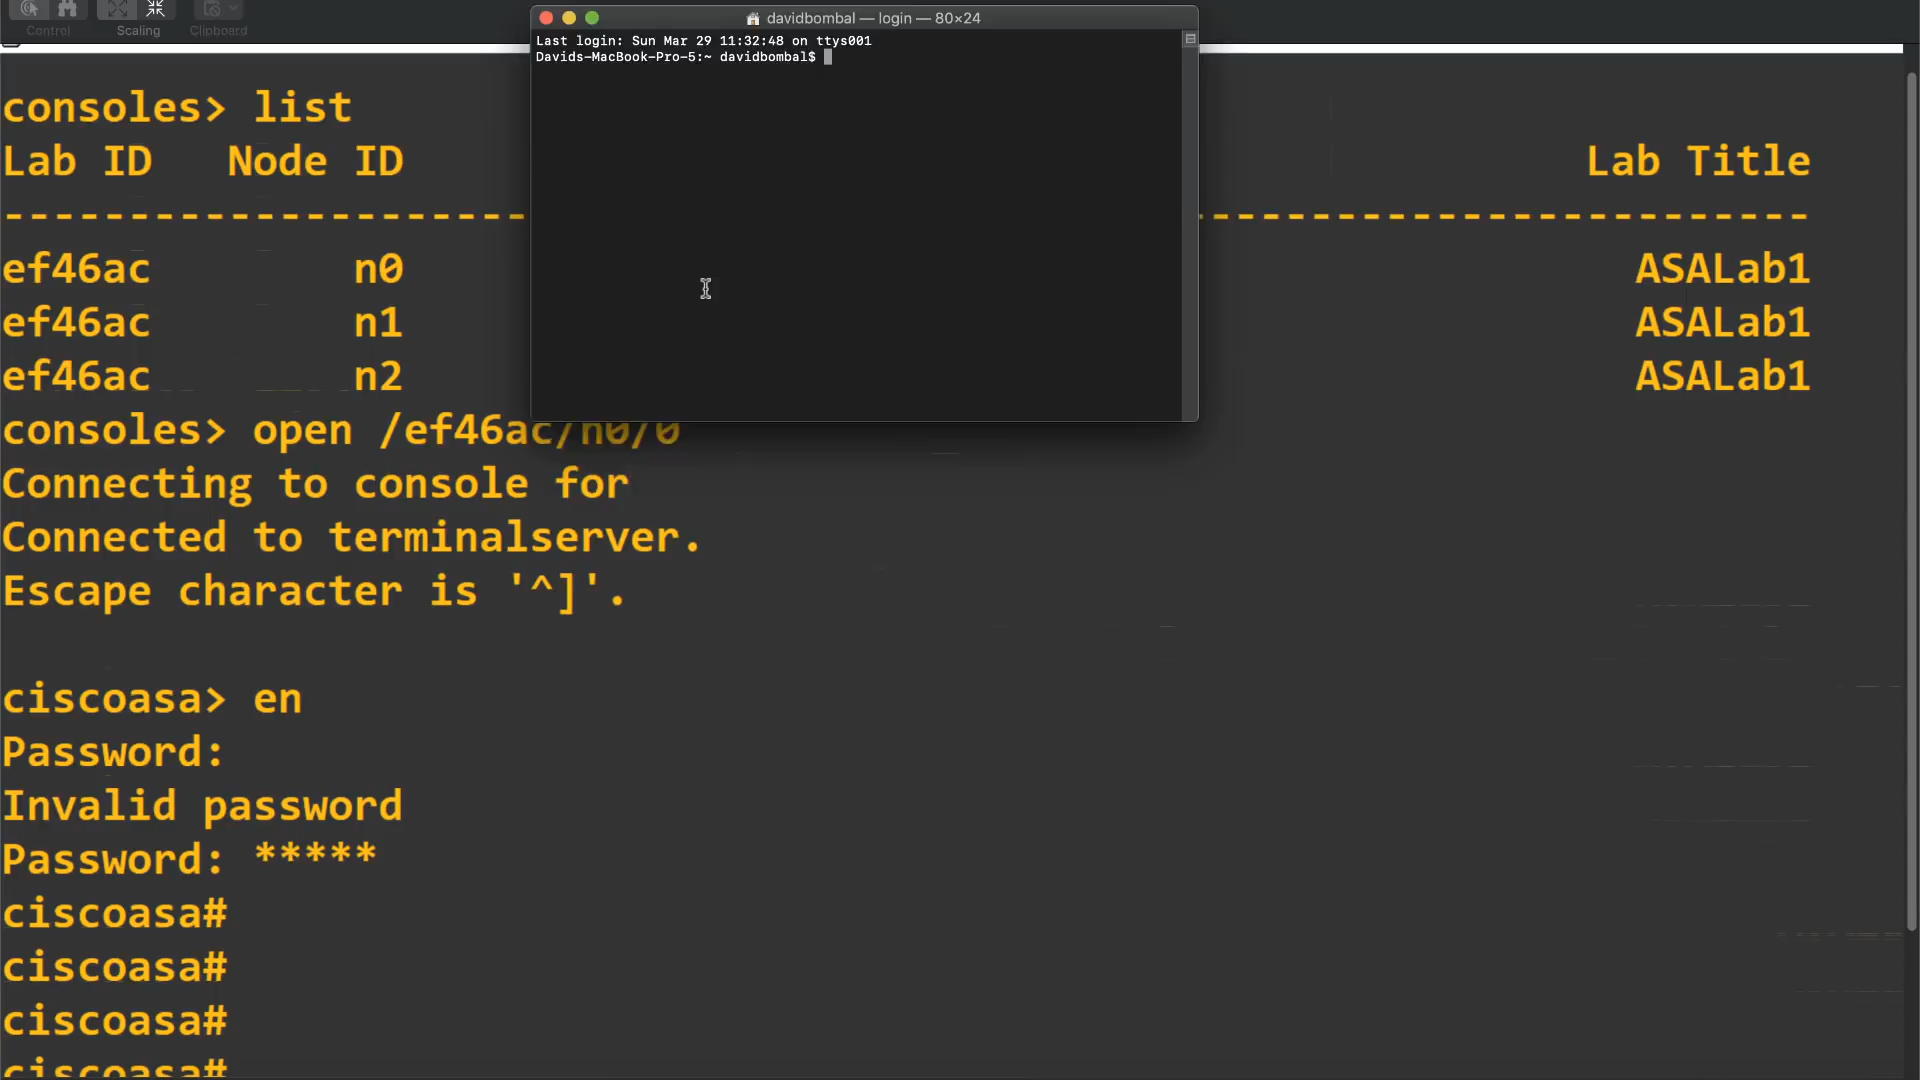 Control
Scaling
Clipboard
davidbombal — login — 80×24
Last login: Sun Mar 29 11:32:48 on ttys001
Davids-MacBook-Pro-5:~ davidbombal$
consoles> list
Lab ID Node ID Lab Title
ef46ac n0 ASALab1
ef46ac n1 ASALab1
ef46ac n2 ASALab1
consoles> open /ef46ac/n0/0
Connecting to console for
Connected to terminalserver.
Escape character is '^]'.
ciscoasa> en
Password:
Invalid password
Password: *****
ciscoasa#
ciscoasa#
ciscoasa#
ciscoasa#